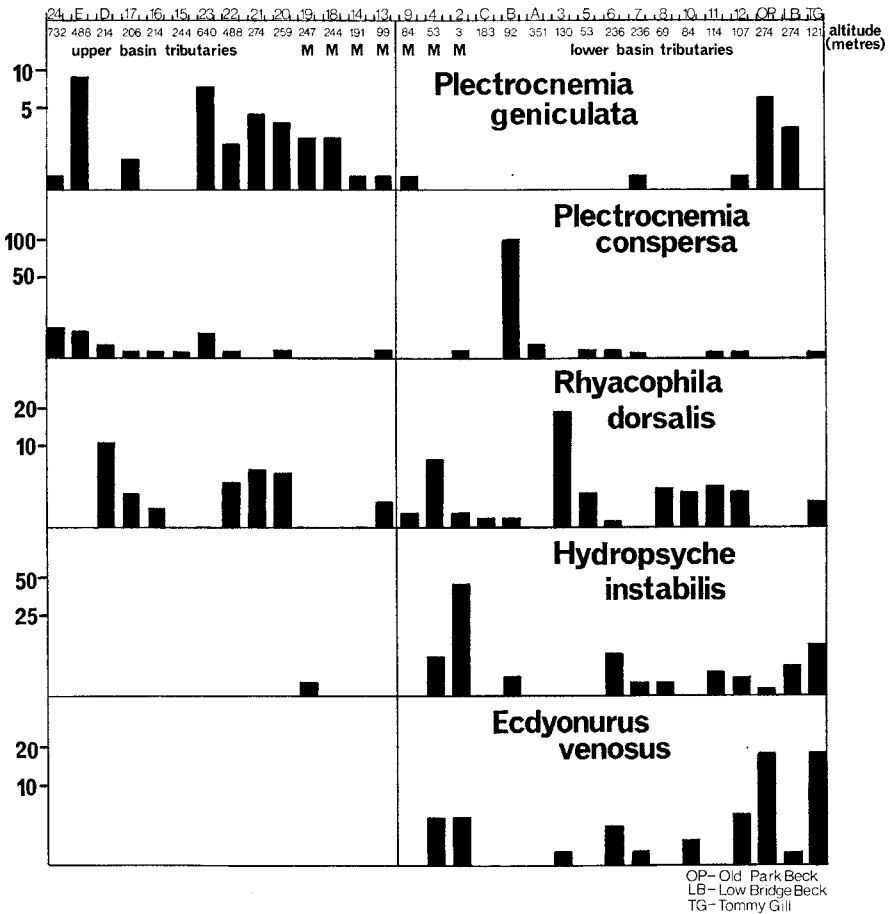 24 E D 17 16 15 23 22 21 20 19 18 14 13 9 4 2 C B A 3 5 6 7 8 10 11 12 OP LB TG altitude
732 488 214 206 214 244 640 488 274 259 247 244 191 99 84 53 3 183 92 351 130 53 236 236 69 84 114 107 274 274 121 (metres)
upper basin tributaries M M M M M M M lower basin tributaries
10
5
Plectrocnemia
geniculata
100
50
Plectrocnemia
conspersa
20
10
Rhyacophila
dorsalis
50
25
Hydropsyche
instabilis
20
10
Ecdyonurus
venosus
OP–Old Park Beck
LB–Low Bridge Beck
TG–Tommy Gill